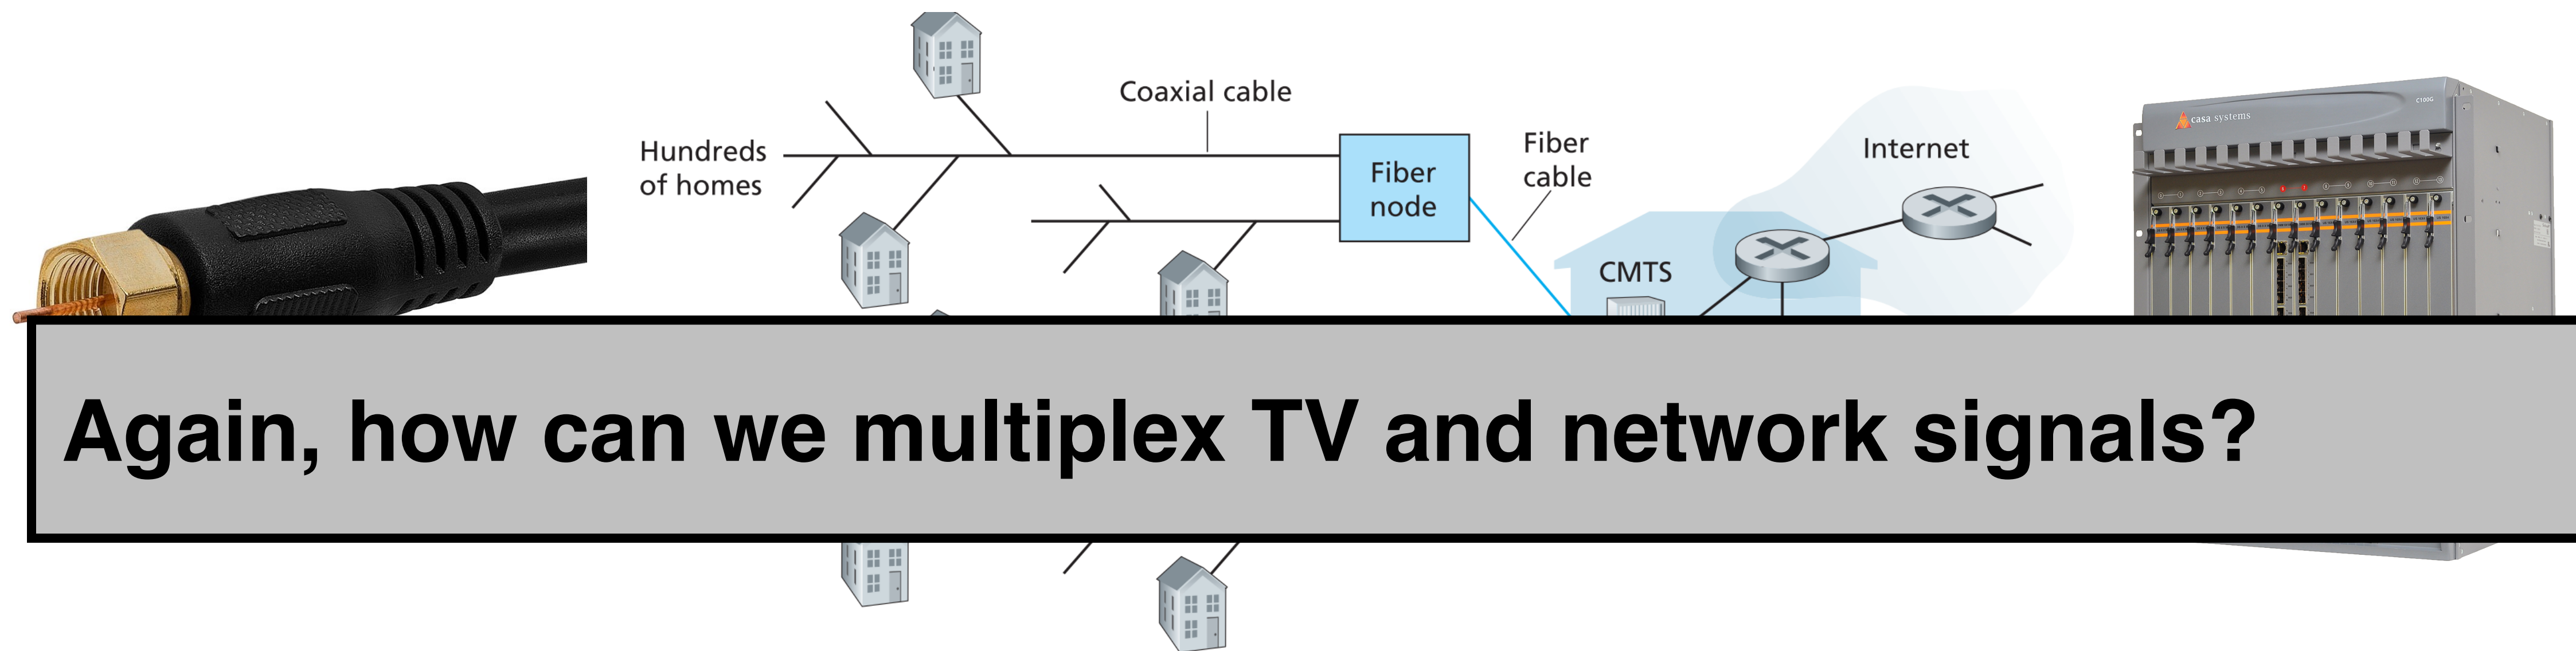 Coaxial cable
Hundreds
of homes
Fiber
node
Fiber
cable
Internet
CMTS
casa systems
C100G
Again, how can we multiplex TV and network signals?